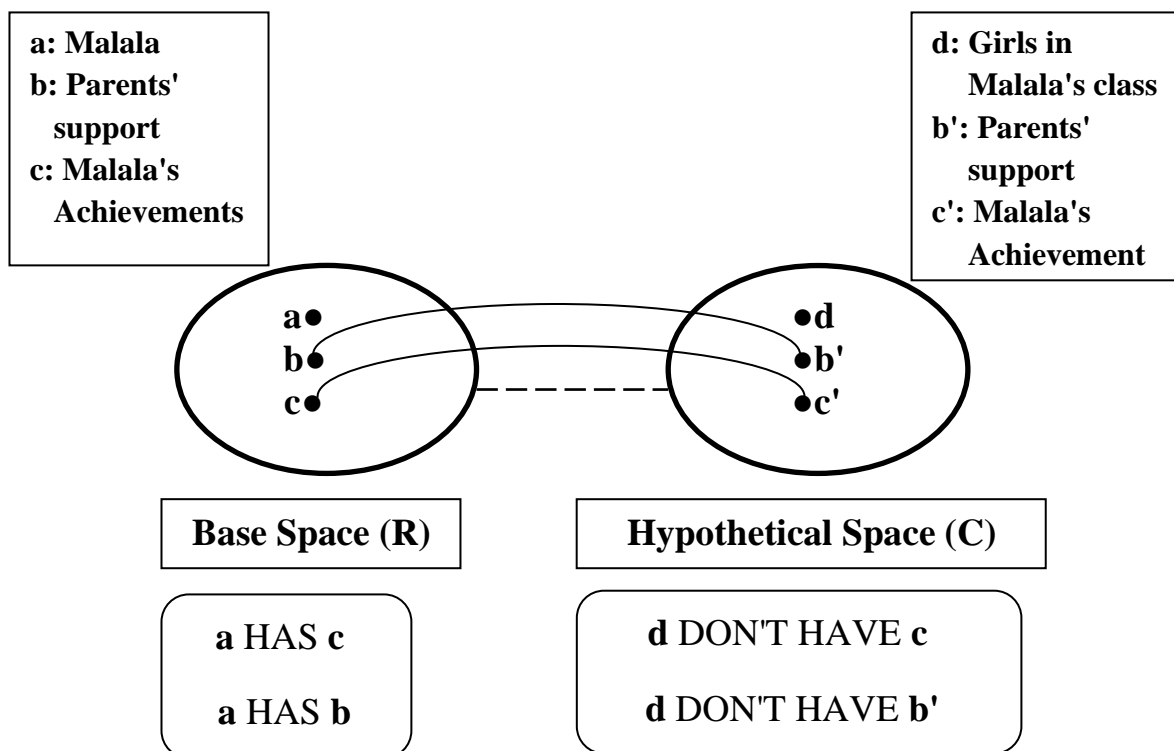 a: Malala
b: Parents'
support
c: Malala's
Achievements
d: Girls in
Malala's class
b': Parents'
support
c': Malala's
Achievement
a
b
c
d
b'
c'
Base Space (R)
Hypothetical Space (C)
a HAS c
a HAS b
d DON'T HAVE c
d DON'T HAVE b'